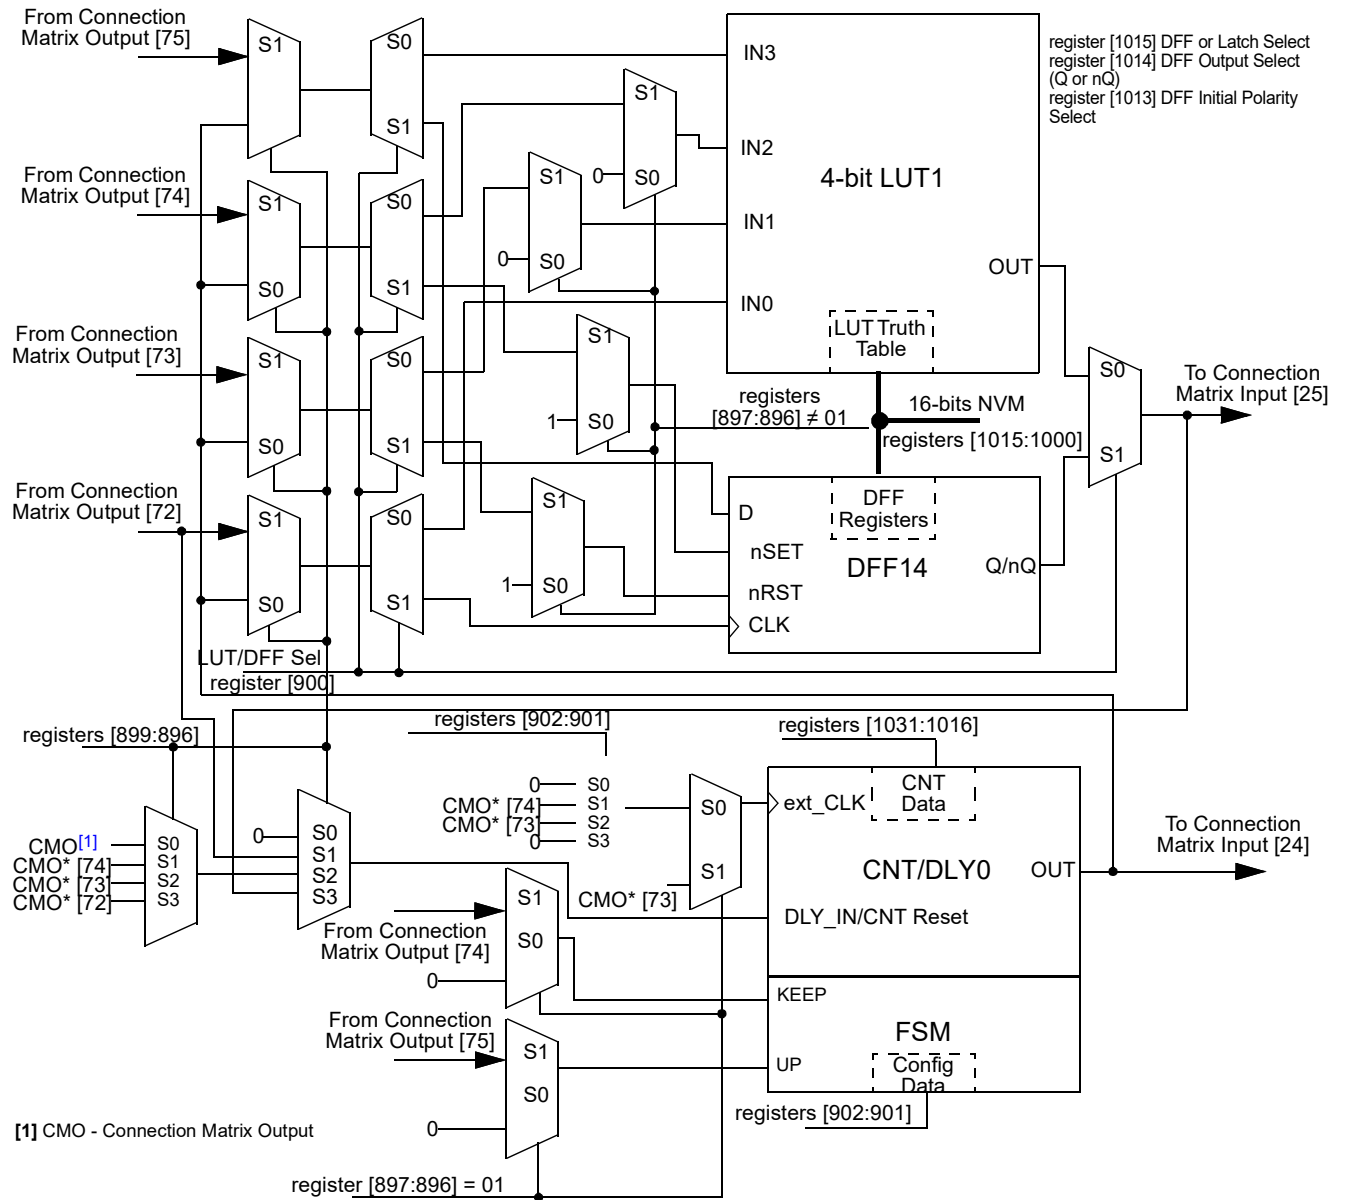 From Connection
Matrix Output [75]
S1
S0
S1
IN3
register [1015] DFF or Latch Select
register [1014] DFF Output Select
(Q or nQ)
register [1013] DFF Initial Polarity
Select
S1
0
S0
IN2
4-bit LUT1
From Connection
Matrix Output [74]
S1
S0
S0
S1
S1
0
S0
IN1
IN0
OUT
LUT Truth
Table
From Connection
Matrix Output [73]
S1
S0
S0
S1
S1
1
S0
registers
[897:896] ≠ 01
16-bits NVM
registers [1015:1000]
S0
S1
To Connection
Matrix Input [25]
From Connection
Matrix Output [72]
S1
S0
S0
S1
S1
1
S0
D
nSET
nRST
CLK
DFF
Registers
DFF14
Q/nQ
LUT/DFF Sel
register [900]
registers [899:896]
registers [902:901]
registers [1031:1016]
0
CMO* [74]
CMO* [73]
0
S0
S1
S2
S3
S0
S1
CMO* [73]
ext_CLK
CNT
Data
CNT/DLY0
OUT
DLY_IN/CNT Reset
To Connection
Matrix Input [24]
CMO[1]
CMO* [74]
CMO* [73]
CMO* [72]
S0
S1
S2
S3
0
S0
S1
S2
S3
From Connection
Matrix Output [74]
S1
S0
0
KEEP
FSM
UP
Config
Data
From Connection
Matrix Output [75]
S1
S0
0
registers [902:901]
[1] CMO - Connection Matrix Output
register [897:896] = 01